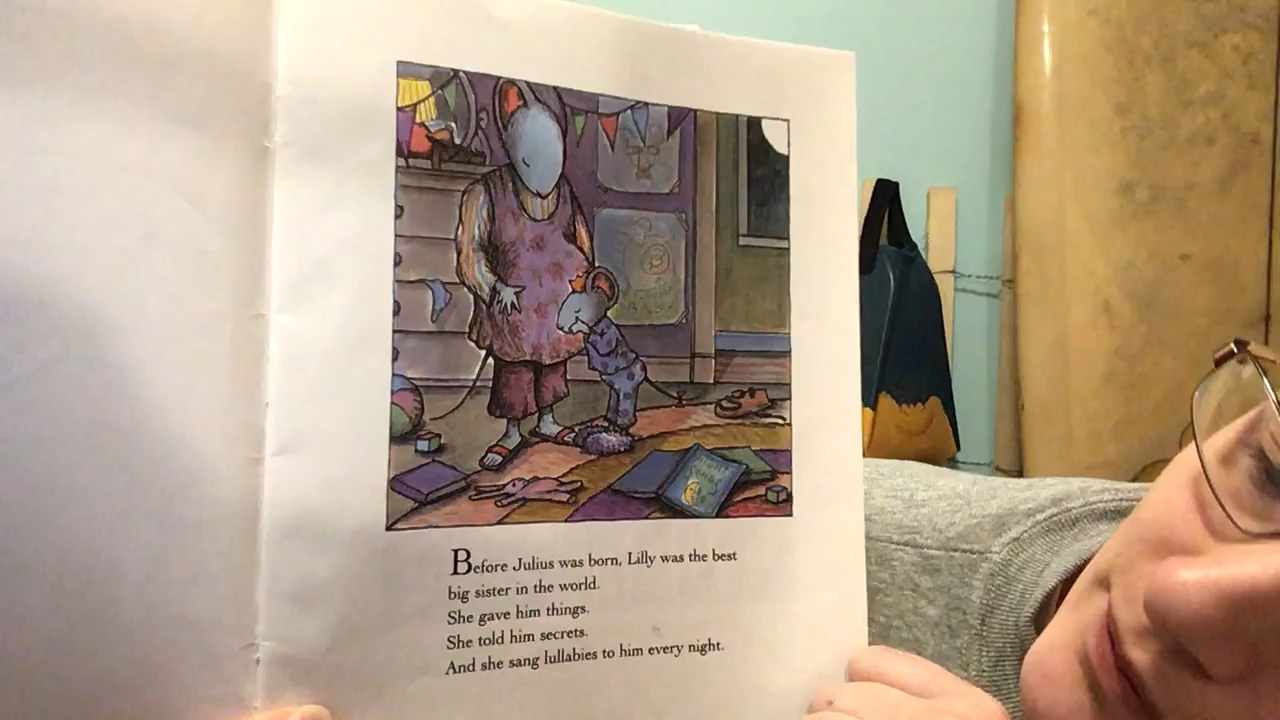 Before Julius was born, Lilly was the best
big sister in the world.
She gave him things.
She told him secrets.
And she sang lullabies to him every night.